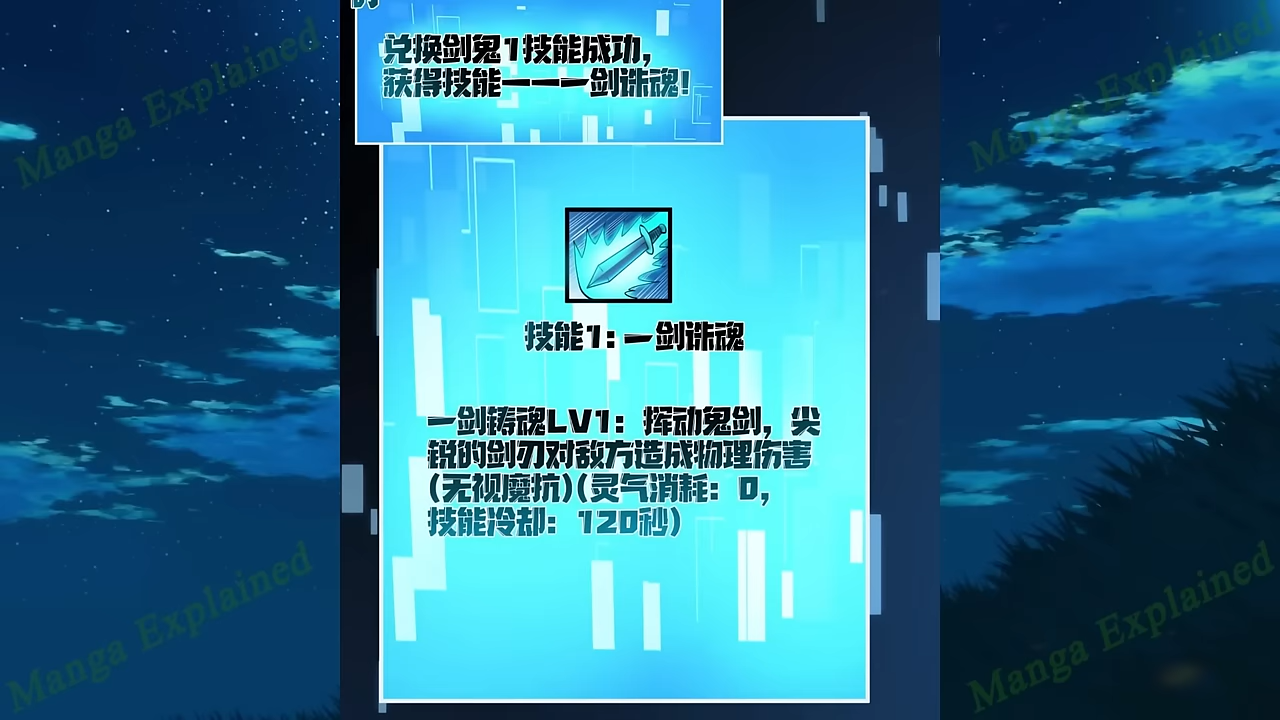 兑换剑鬼1技能成功，
获得技能一一一剑诛魂！
技能1：一剑诛魂
一剑铸魂LV1：挥动鬼剑，尖
锐的剑刃对敌方造成物理伤害
（无视魔抗）（灵气消耗：0，
技能冷却：120秒）
Manga Explained
Manga Explained
Manga Explained
Manga Explained